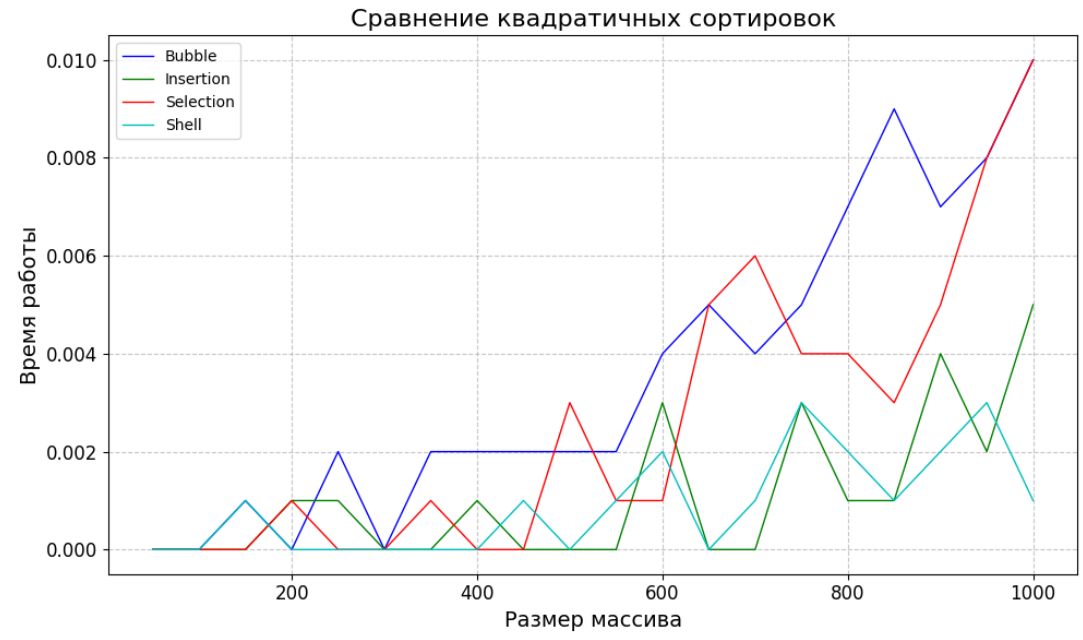 Сравнение квадратичных сортировок
Bubble
Insertion
Selection
Shell
0.010
0.008
0.006
0.004
0.002
0.000
Время работы
200
400
600
800
1000
Размер массива